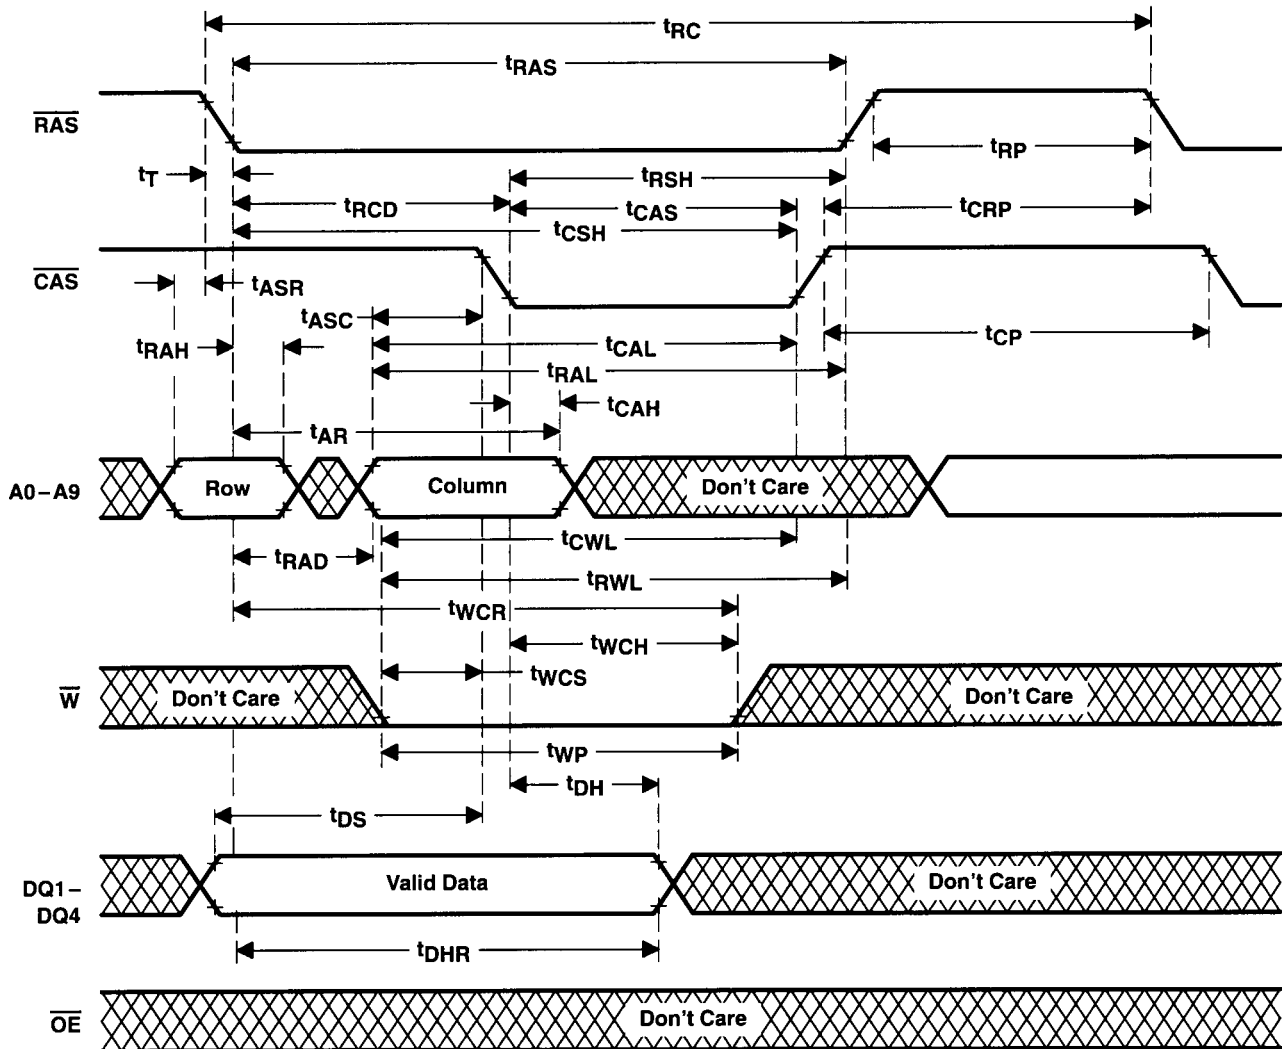 tRC
tRAS
RAS
tRP
tT
tRSH
tRCD
tCAS
tCRP
tCSH
CAS
tASR
tASC
tRAH
tCAL
tCP
tRAL
tCAH
tAR
A0–A9
Row
Column
Don't Care
tCWL
tRAD
tRWL
tWCR
tWCH
tWCS
W
Don't Care
Don't Care
tWP
tDH
tDS
DQ1–
DQ4
Valid Data
Don't Care
tDHR
OE
Don't Care